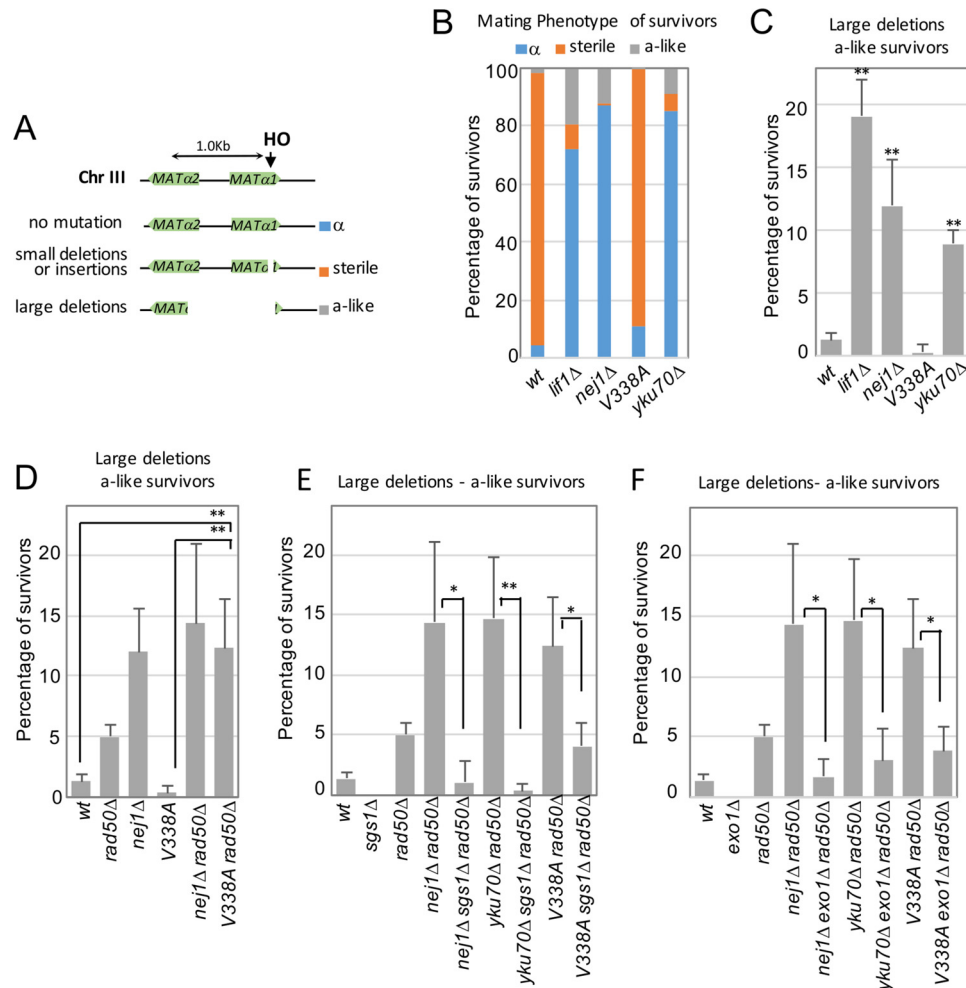 A
HO
1.0Kb
Chr III
MATα2
MATα1
no mutation
MATα2
MATα1
α
small deletions
or insertions
MATα2
sterile
large deletions
a-like
B
Mating Phenotype of survivors
α
sterile
a-like
Percentage of survivors
100
80
60
40
20
0
wt
lif1Δ
nej1Δ
V338A
yku70Δ
C
Large deletions
a-like survivors
Percentage of survivors
20
15
10
5
0
**
**
**
wt
lif1Δ
nej1Δ
V338A
yku70Δ
D
Large deletions
a-like survivors
Percentage of survivors
20
15
10
5
0
**
**
wt
rad50Δ
nej1Δ
V338A
nej1Δ rad50Δ
V338A rad50Δ
E
Large deletions - a-like survivors
Percentage of survivors
20
15
10
5
0
*
**
*
wt
sgs1Δ
rad50Δ
nej1Δ rad50Δ
nej1Δ sgs1Δ rad50Δ
yku70Δ rad50Δ
yku70Δ sgs1Δ rad50Δ
V338A rad50Δ
V338A sgs1Δ rad50Δ
F
Large deletions- a-like survivors
Percentage of survivors
20
15
10
5
0
*
*
*
wt
exo1Δ
rad50Δ
nej1Δ rad50Δ
nej1Δ exo1Δ rad50Δ
yku70Δ rad50Δ
yku70Δ exo1Δ rad50Δ
V338A rad50Δ
V338A exo1Δ rad50Δ